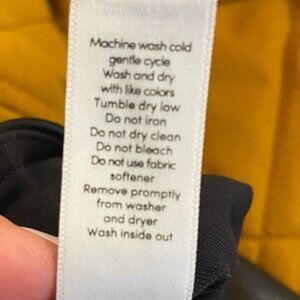 Machine wash cold
gentle cycle
Wash and dry
with like colors
Tumble dry low
Do not iron
Do not dry clean
Do not bleach
Do not use fabric
softener
Remove promptly
from washer
and dryer
Wash inside out